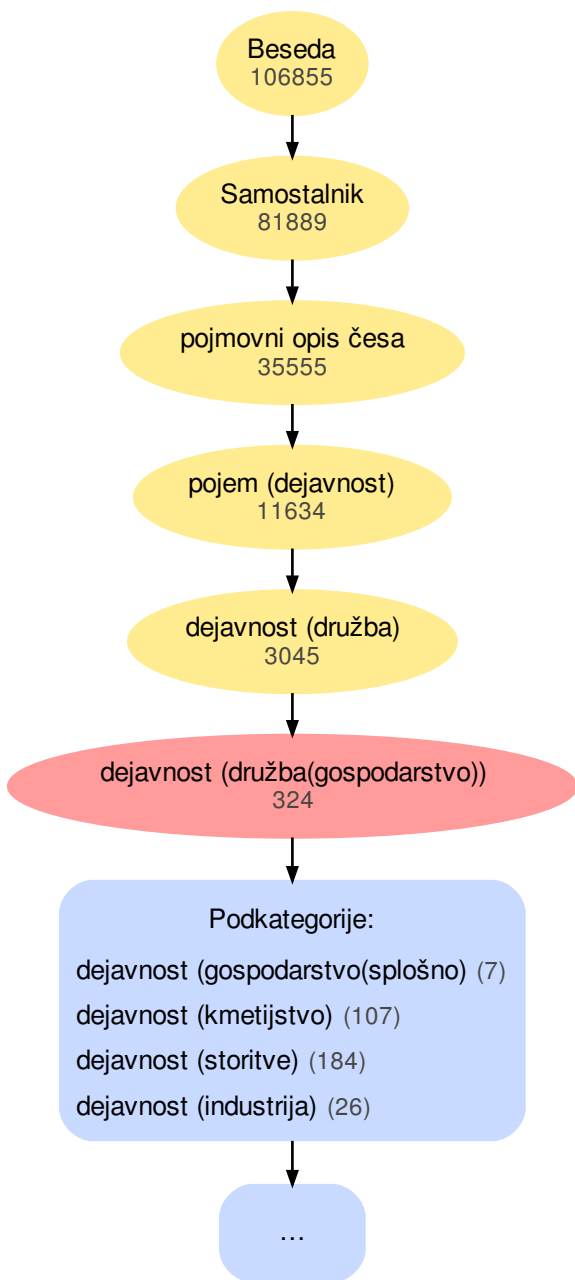 Beseda
106855
Samostalnik
81889
pojmovni opis česa
35555
pojem (dejavnost)
11634
dejavnost (družba)
3045
dejavnost (družba(gospodarstvo))
324
Podkategorije:
dejavnost (gospodarstvo(splošno) (7)
dejavnost (kmetijstvo) (107)
dejavnost (storitve) (184)
dejavnost (industrija) (26)
...